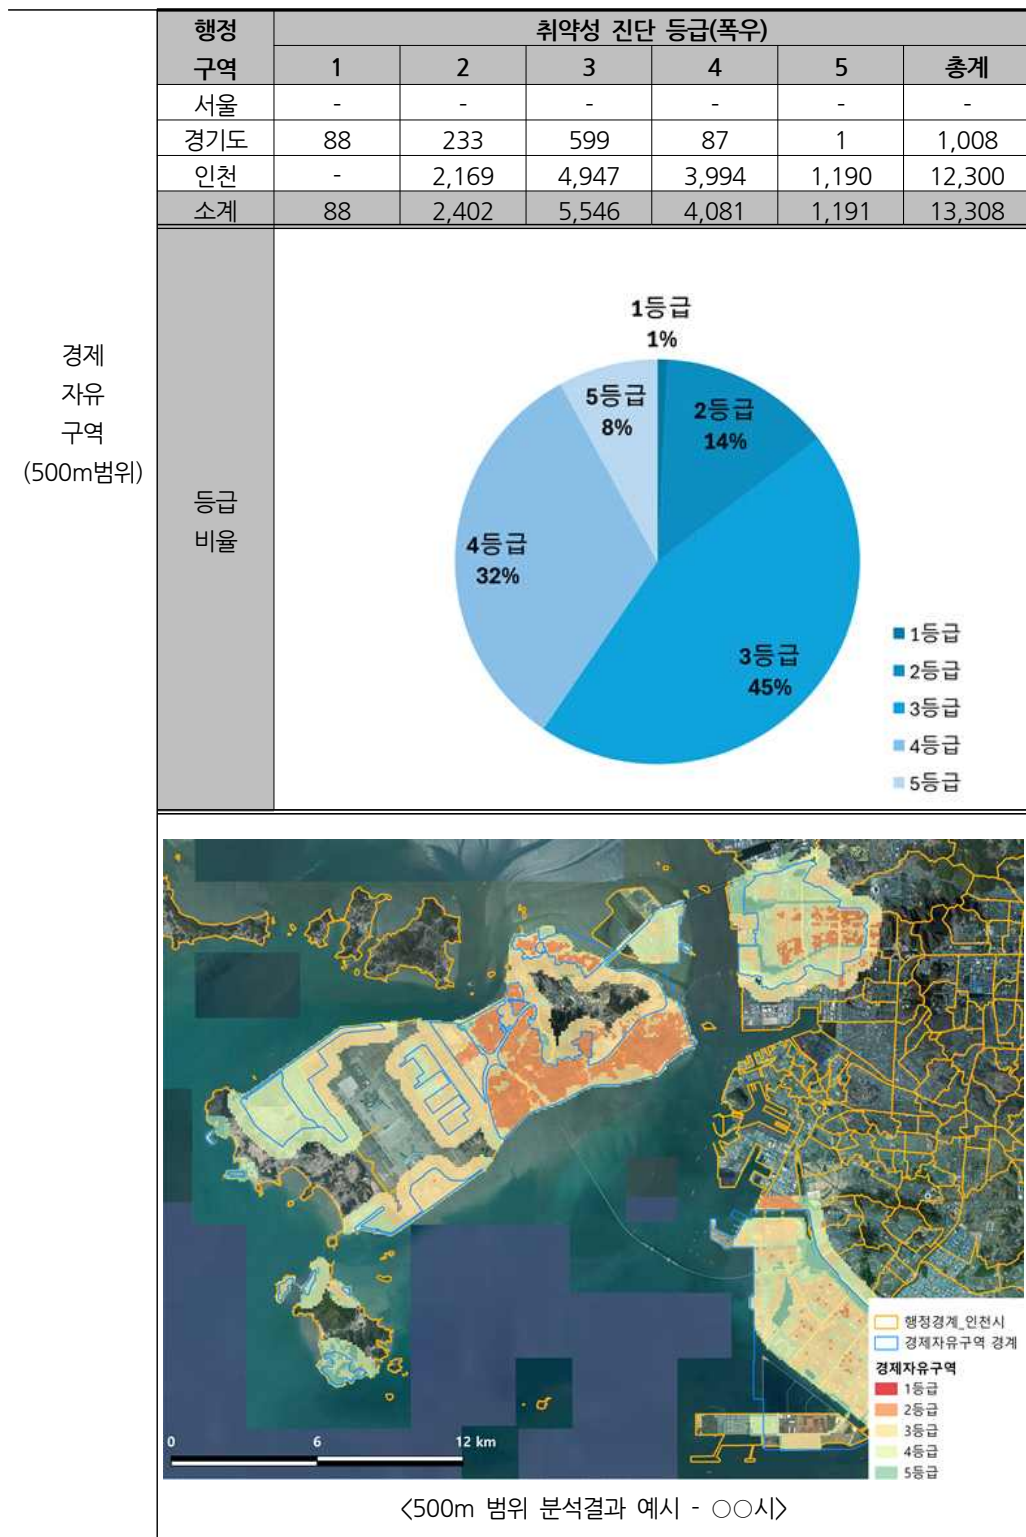 행정 구역 취약성 진단 등급(폭우)
1 2 3 4 5 총계
서울 - - - - - -
경기도 88 233 599 87 1 1,008
인천 - 2,169 4,947 3,994 1,190 12,300
소계 88 2,402 5,546 4,081 1,191 13,308
경제
자유
구역
(500m범위)
등급
비율
1등급
1%
2등급
14%
3등급
45%
4등급
32%
5등급
8%
1등급
2등급
3등급
4등급
5등급
행정경계_인천시
경제자유구역 경계
경제자유구역
1등급
2등급
3등급
4등급
5등급
0 6 12 km
<500m 범위 분석결과 예시 - ○○시>